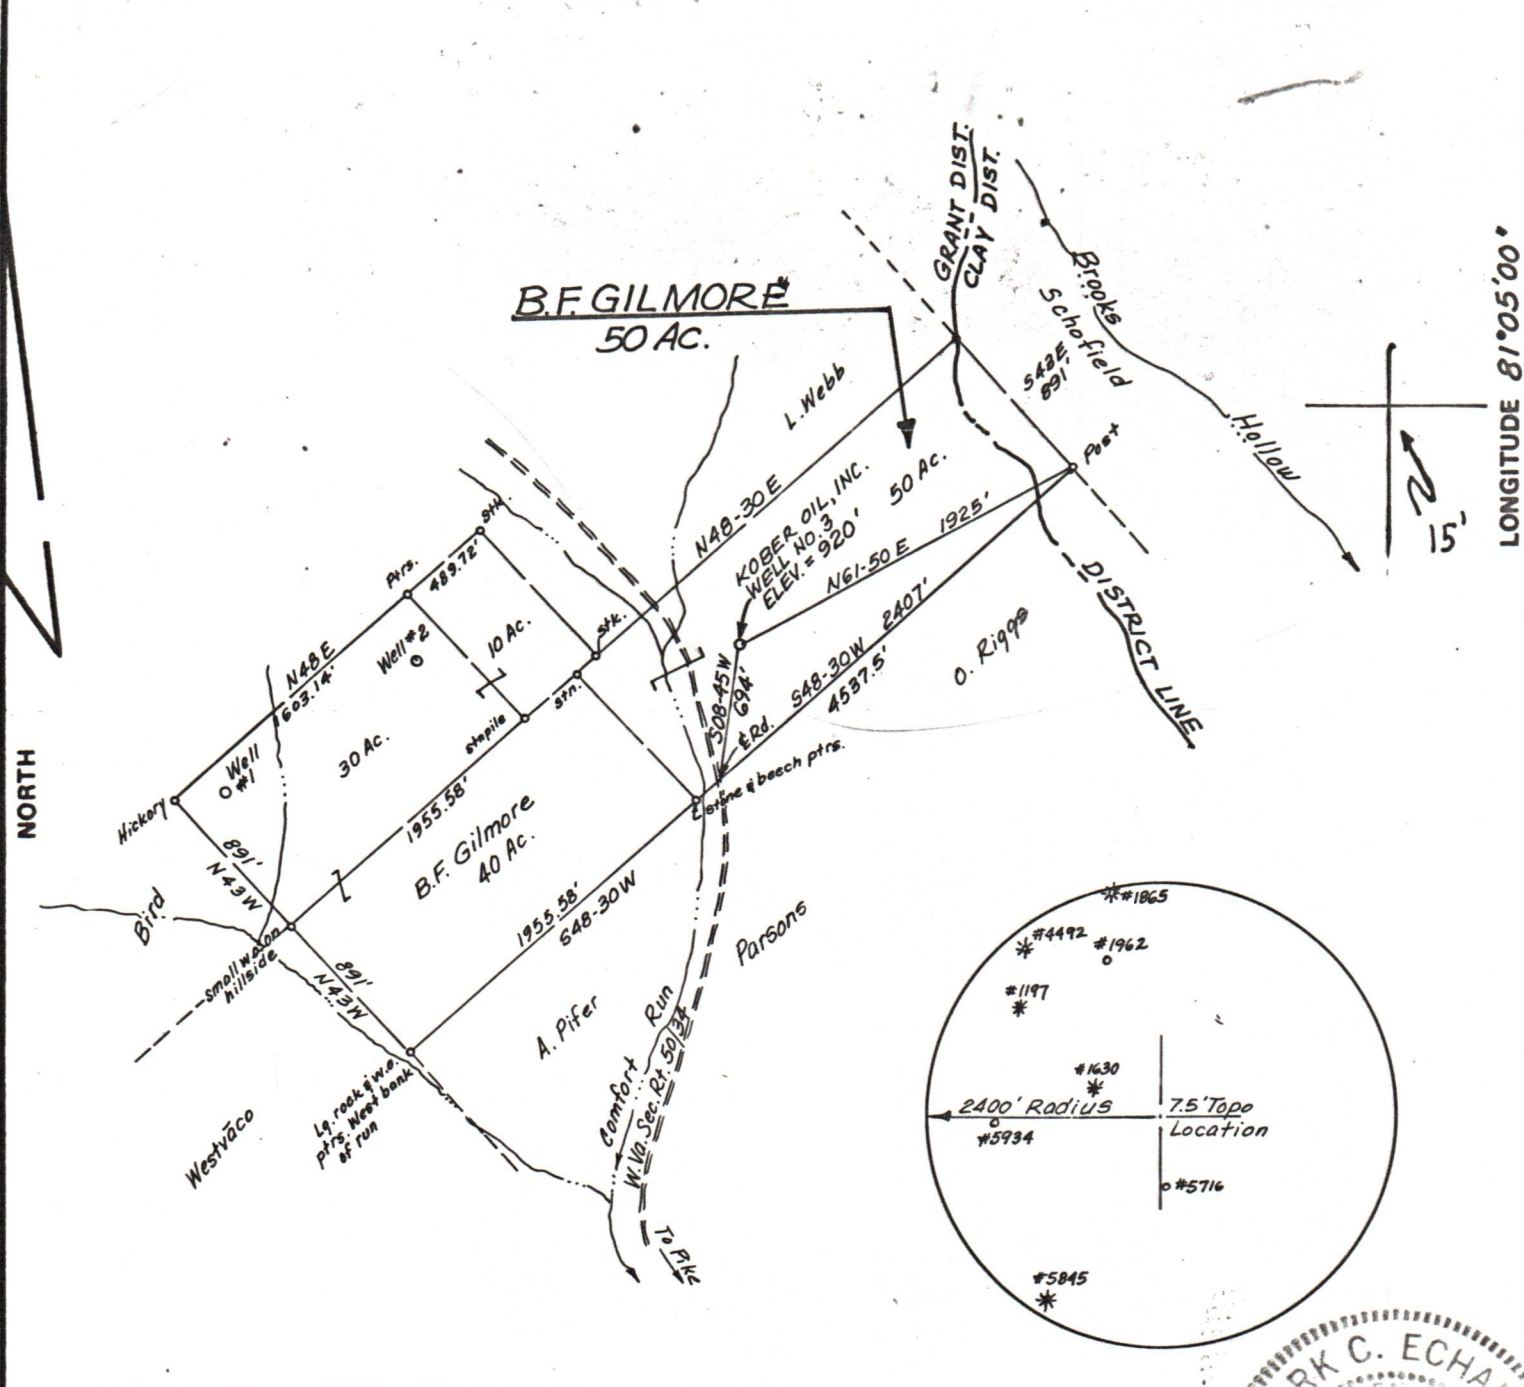 GRANT DIST.
CLAY DIST.
Brooks
Hollow
Schofield
S43E
891'
LONGITUDE 81°05'00"
15'
B.F. GILMORE
50 AC.
L. Webb
Post
50 AC.
N48-30E
KOBER OIL, INC.
WELL NO. 3
ELEV. = 920'
1925'
N61-50E
DISTRICT LINE
2407'
S48-30W
4537.5'
O. Riggs
S08-45W
694'
℄Rd.
Stone & beech ptrs.
Stk.
Ptrs.
489.72'
10 Ac.
Stk.
Stn.
Stnpile
Well #2
N48E
1603.14'
Well
#1
30 Ac.
Hickory
1955.58'
B.F. Gilmore
40 Ac.
891'
N43W
Bird
Small w.o. on
hillside
891'
N43W
1955.58'
S48-30W
Parsons
A. Pifer
Comfort Run
W. Va. Sec. Rt. 50/34
To Pike
Lg. rock & w.o.
ptrs. West bank
of run
Westvaco
NORTH
#1865
#4492
#1962
#1197
#1630
2400' Radius
7.5' Topo
Location
#5934
#5716
#5845
RK C. ECHA